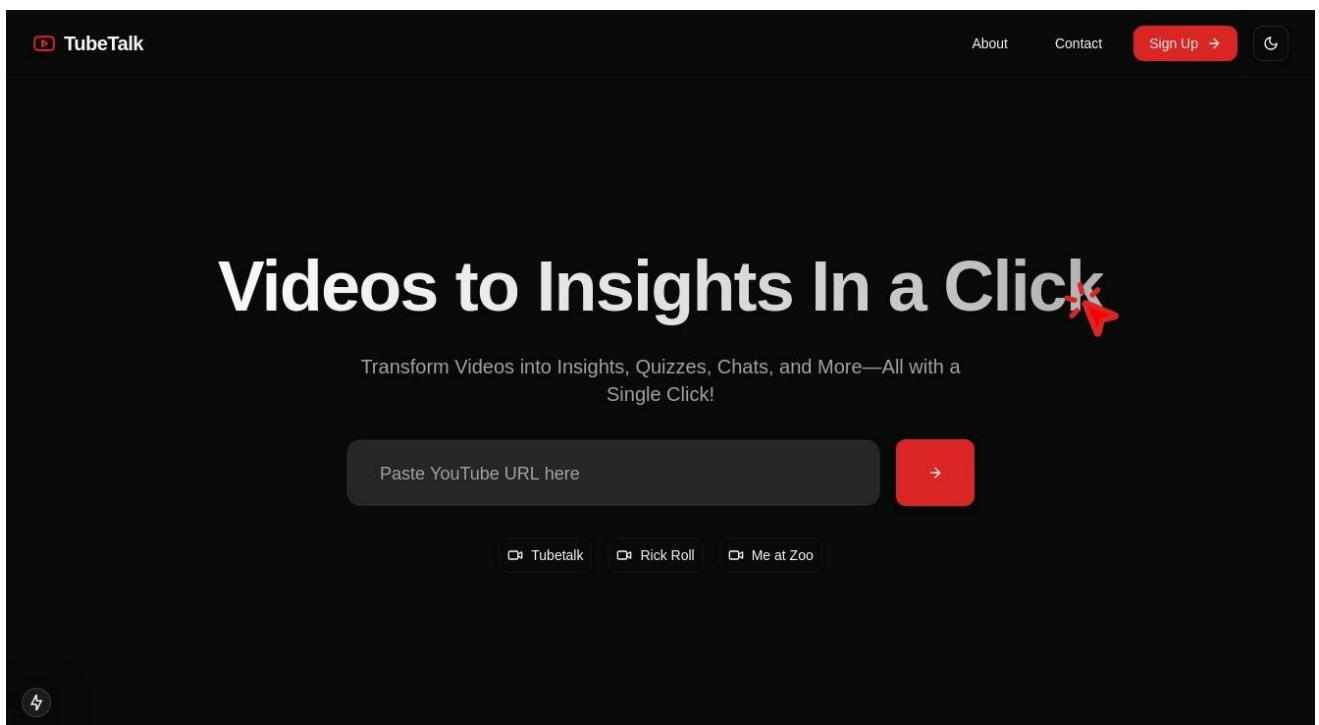 TubeTalk
About
Contact
Sign Up
Videos to Insights In a Click
Transform Videos into Insights, Quizzes, Chats, and More—All with a
Single Click!
Paste YouTube URL here
Tubetalk
Rick Roll
Me at Zoo